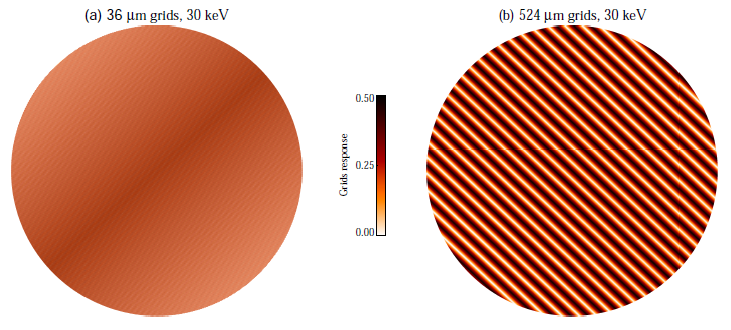 (a) 36 µm grids, 30 keV
(b) 524 µm grids, 30 keV
0.50
0.25
0.00
Grids response